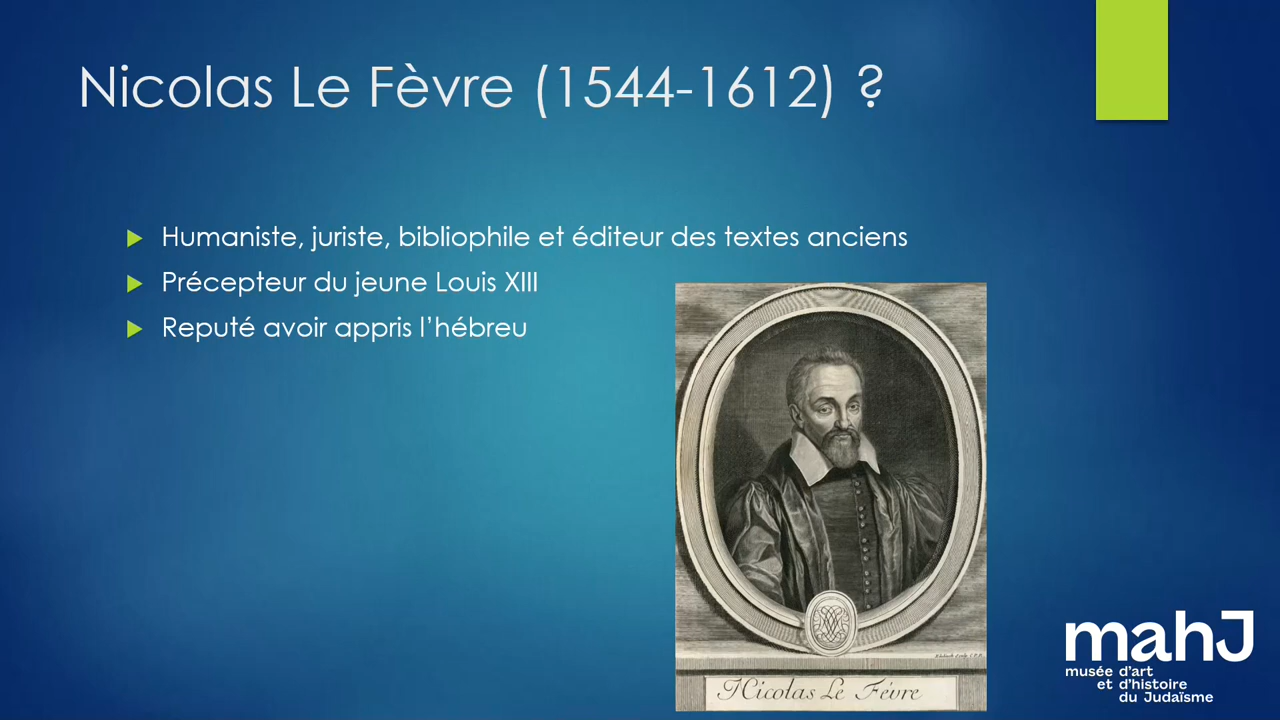 Nicolas Le Fèvre (1544-1612) ?
Humaniste, juriste, bibliophile et éditeur des textes anciens
Précepteur du jeune Louis XIII
Reputé avoir appris l’hébreu
Nicolas Le Févre
mahJ
musée d’art
et d’histoire
du Judaïsme